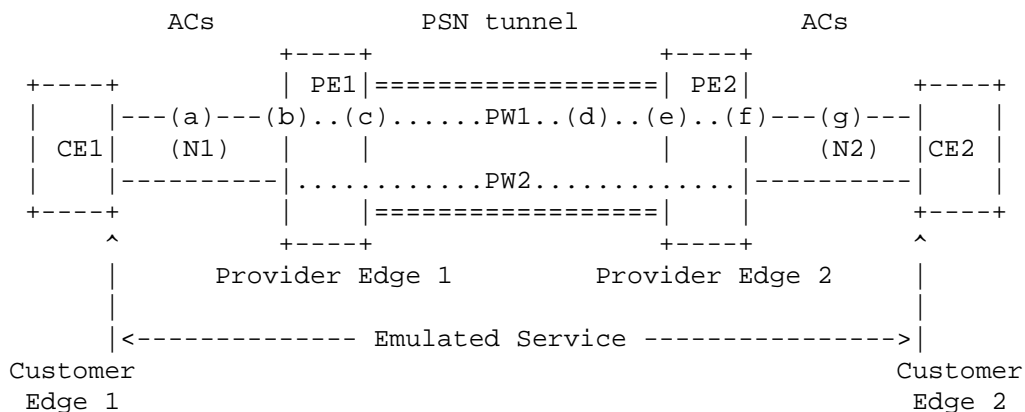 ACs             PSN tunnel               ACs
                  +----+                  +----+
+----+            | PE1|==================| PE2|            +----+
|    |---(a)---(b)..(c)......PW1..(d)..(e)..(f)---(g)---|    |
| CE1|   (N1)     |    |                  |    |    (N2)    |CE2 |
|    |----------|............PW2.............|----------|    |
+----+            |    |==================|    |            +----+
     ^            +----+                  +----+            ^
     |       Provider Edge 1         Provider Edge 2       |
     |                                                     |
     |<-------------- Emulated Service ---------------->|
Customer                                                Customer
 Edge 1                                                  Edge 2